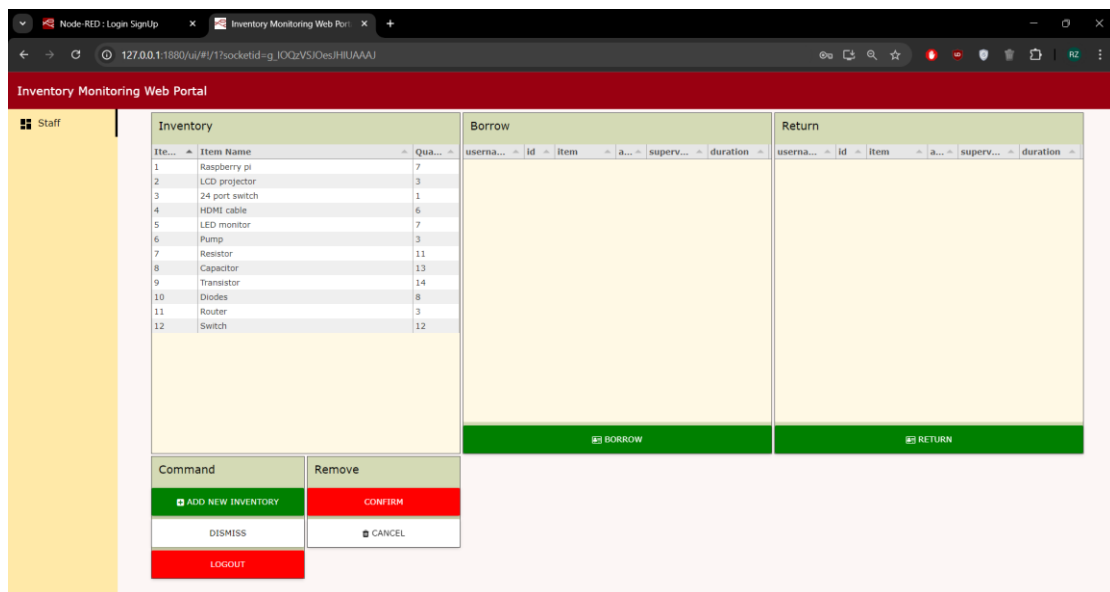 Node-RED : Login SignUp
Inventory Monitoring Web Port
127.0.0.1:1880/ui/#!/1?socketid=g_IOQzVSJOesJHIUAAAJ
RZ
Inventory Monitoring Web Portal
Staff
Inventory
Ite... Item Name Qua...
1 Raspberry pi 7
2 LCD projector 3
3 24 port switch 1
4 HDMI cable 6
5 LED monitor 7
6 Pump 3
7 Resistor 11
8 Capacitor 13
9 Transistor 14
10 Diodes 8
11 Router 3
12 Switch 12
Borrow
userna... id item a... superv... duration
BORROW
Return
userna... id item a... superv... duration
RETURN
Command
ADD NEW INVENTORY
DISMISS
LOGOUT
Remove
CONFIRM
CANCEL